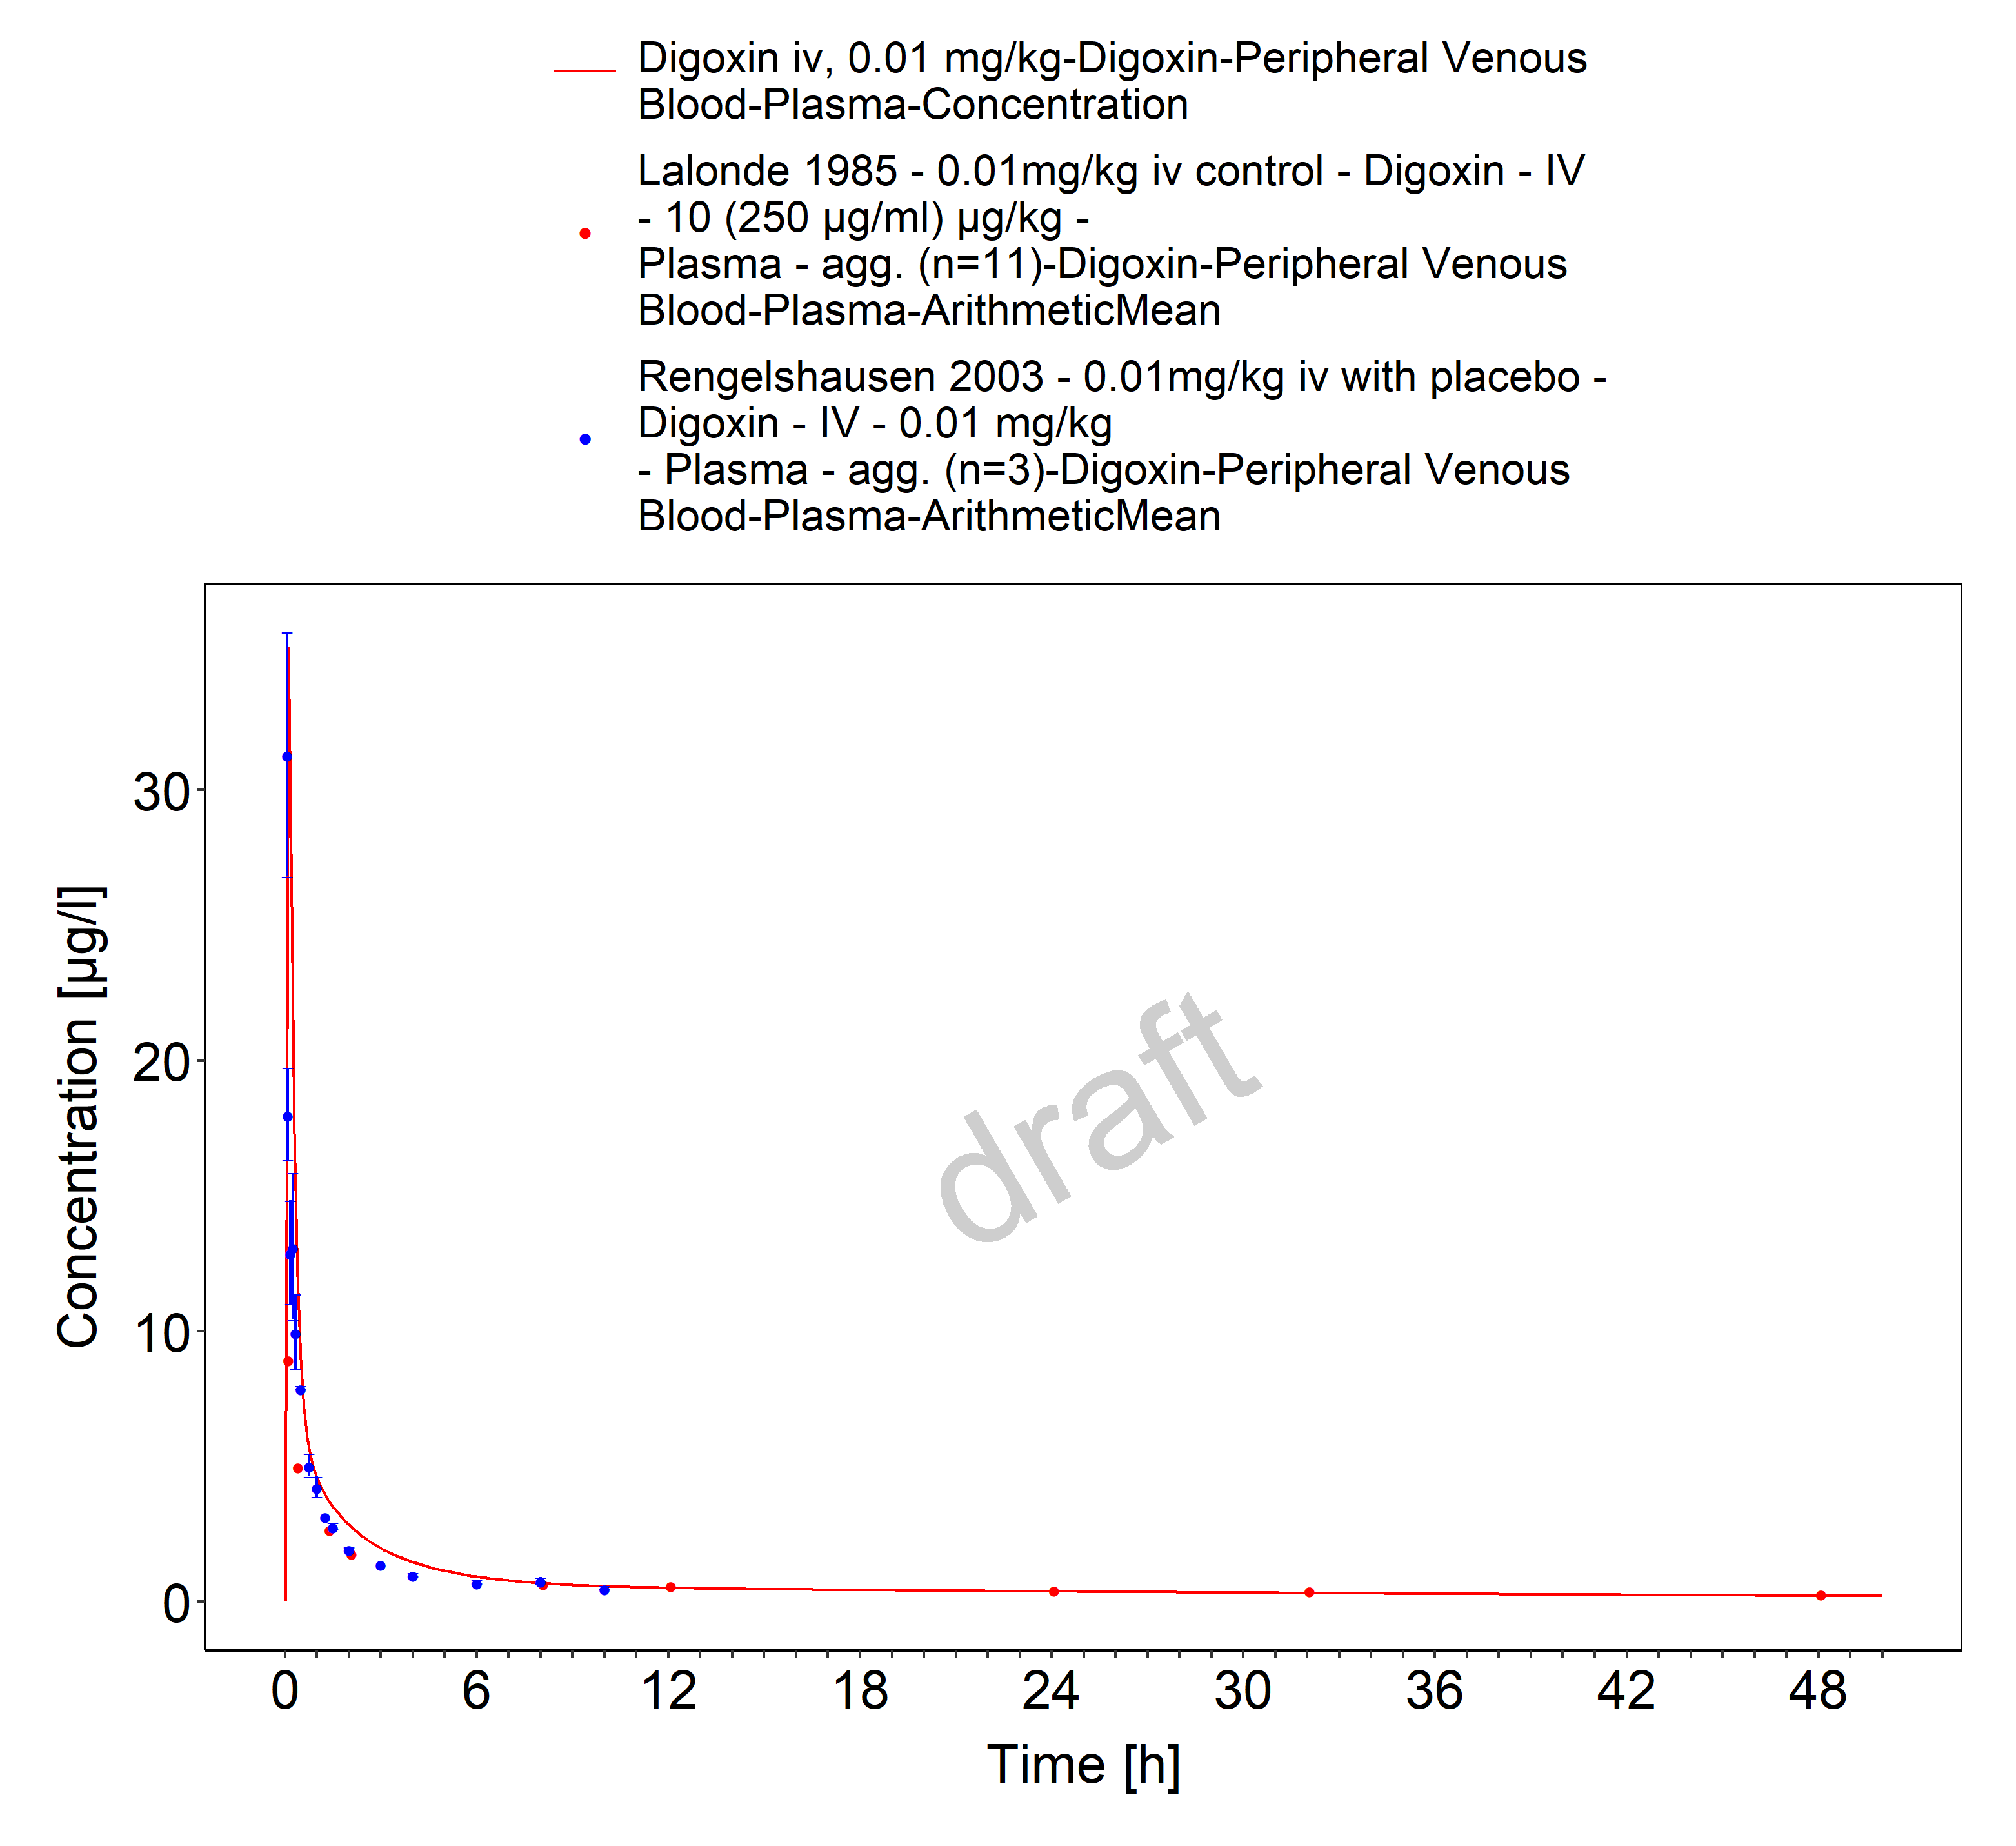 Digoxin iv, 0.01 mg/kg-Digoxin-Peripheral Venous
Blood-Plasma-Concentration
Lalonde 1985 - 0.01mg/kg iv control - Digoxin - IV
- 10 (250 µg/ml) µg/kg -
Plasma - agg. (n=11)-Digoxin-Peripheral Venous
Blood-Plasma-ArithmeticMean
Rengelshausen 2003 - 0.01mg/kg iv with placebo -
Digoxin - IV - 0.01 mg/kg
- Plasma - agg. (n=3)-Digoxin-Peripheral Venous
Blood-Plasma-ArithmeticMean
Concentration [µg/l]
30
20
10
0
draft
0 6 12 18 24 30 36 42 48
Time [h]